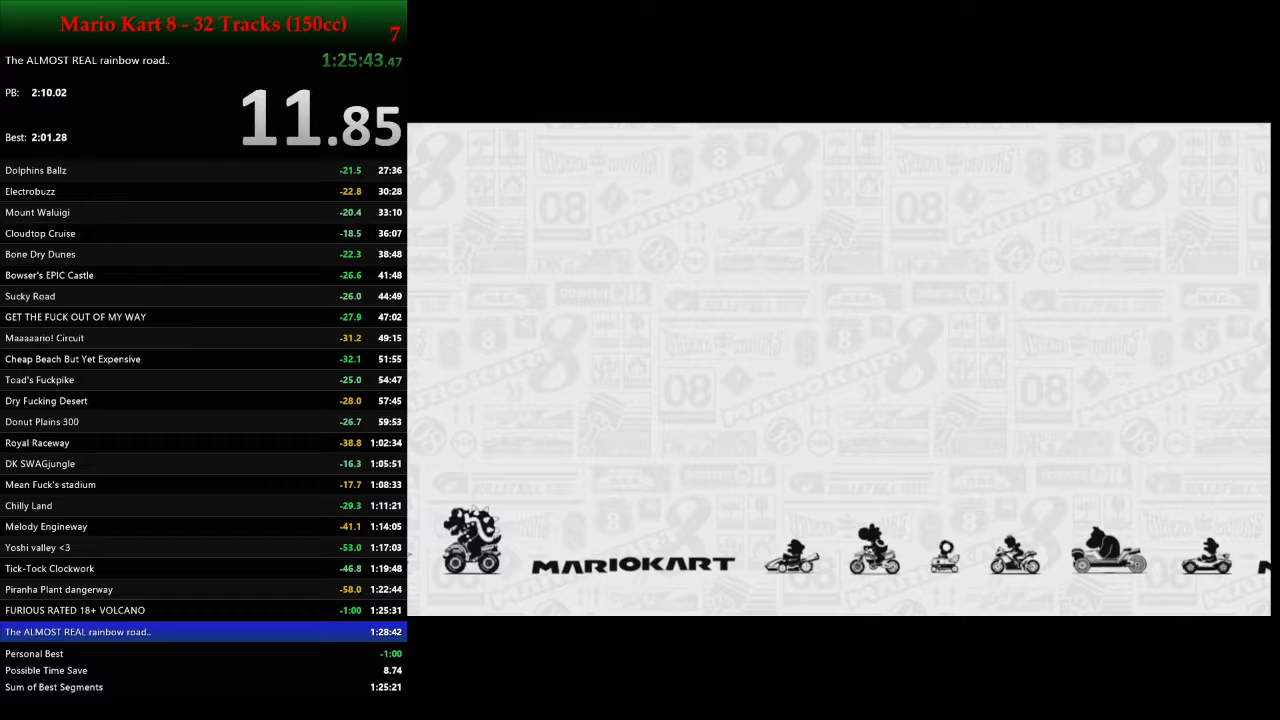 Mario Kart 8 - 32 Tracks (150cc)
7
The ALMOST REAL rainbow road.. 1:25:43.47
PB: 2:10.02
11.85
Best: 2:01.28
Dolphins Ballz -21.5 27:36
Electrobuzz -22.8 30:28
Mount Waluigi -20.4 33:10
Cloudtop Cruise -18.5 36:07
Bone Dry Dunes -22.3 38:48
Bowser's EPIC Castle -26.6 41:48
Sucky Road -26.0 44:49
GET THE FUCK OUT OF MY WAY -27.9 47:02
Maaaaario! Circuit -31.2 49:15
Cheap Beach But Yet Expensive -32.1 51:55
Toad's Fuckpike -25.0 54:47
Dry Fucking Desert -28.0 57:45
Donut Plains 300 -26.7 59:53
Royal Raceway -38.8 1:02:34
DK SWAGjungle -16.3 1:05:51
Mean Fuck's stadium -17.7 1:08:33
Chilly Land -29.3 1:11:21
Melody Engineway -41.1 1:14:05
Yoshi valley <3 -53.0 1:17:03
Tick-Tock Clockwork -46.8 1:19:48
Piranha Plant dangerway -58.0 1:22:44
FURIOUS RATED 18+ VOLCANO -1:00 1:25:31
The ALMOST REAL rainbow road.. 1:28:42
Personal Best -1:00
Possible Time Save 8.74
Sum of Best Segments 1:25:21
MARIOKART